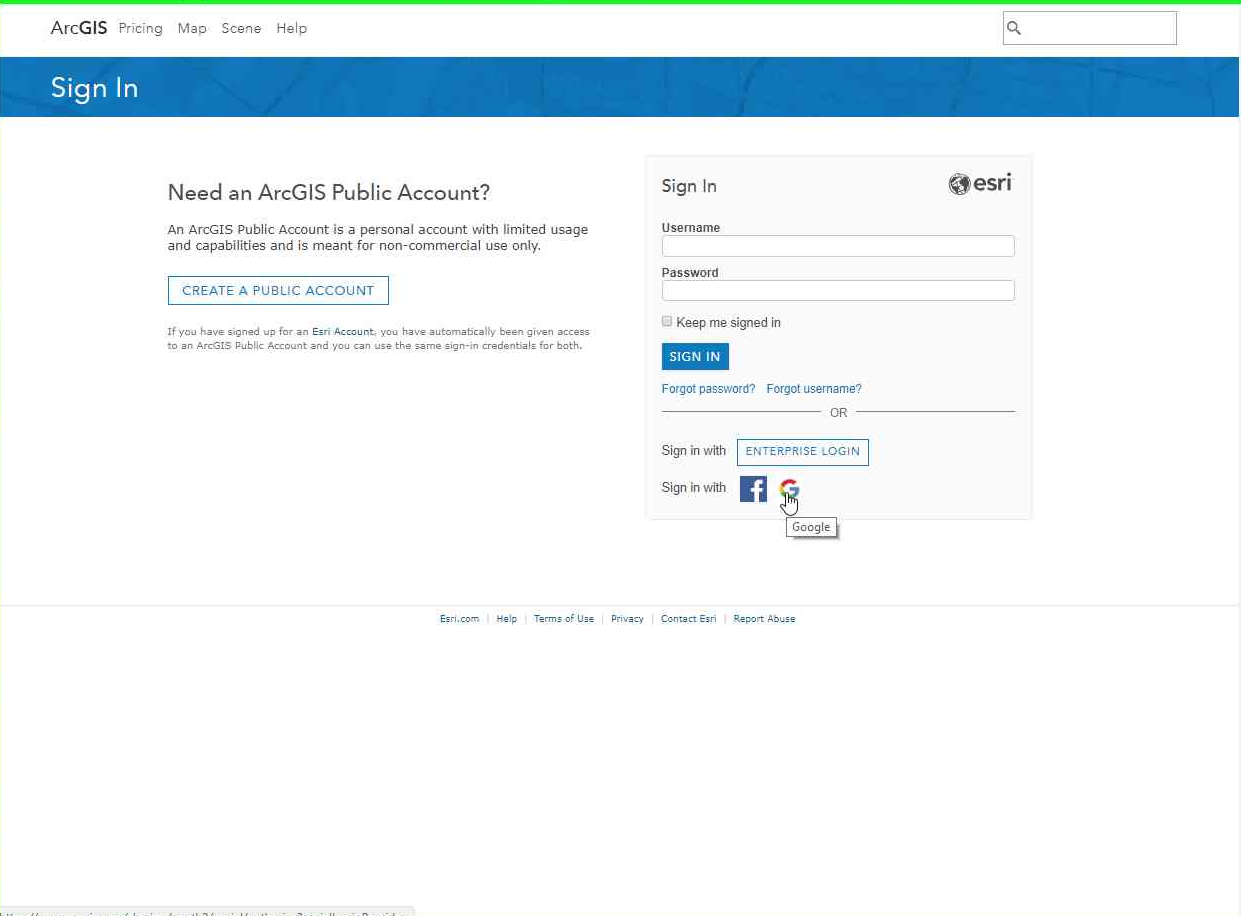 ArcGIS Pricing Map Scene Help
Sign In
Need an ArcGIS Public Account?
An ArcGIS Public Account is a personal account with limited usage
and capabilities and is meant for non-commercial use only.
CREATE A PUBLIC ACCOUNT
If you have signed up for an Esri Account, you have automatically been given access
to an ArcGIS Public Account and you can use the same sign-in credentials for both.
Sign In
esri
Username
Password
Keep me signed in
SIGN IN
Forgot password? Forgot username?
OR
Sign in with ENTERPRISE LOGIN
Sign in with
Google
Esri.com | Help | Terms of Use | Privacy | Contact Esri | Report Abuse